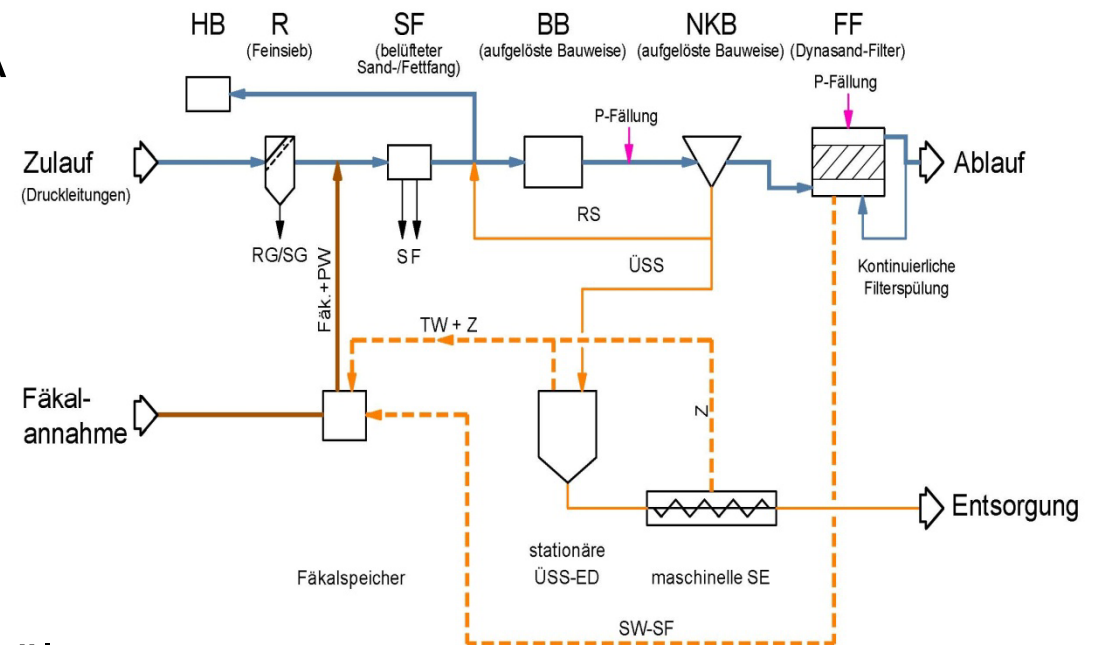 HB R SF BB NKB FF
(Feinsieb) (belüfteter (aufgelöste Bauweise) (aufgelöste Bauweise) (Dynasand-Filter)
Sand-/Fettfang)
A
P-Fällung
P-Fällung
Zulauf
(Druckleitungen)
Ablauf
RS
RG/SG
SF
ÜSS
Kontinuierliche
Filterspülung
Fäk.+PW
TW + Z
Fäkal-
annahme
Z
Entsorgung
stationäre
ÜSS-ED
Fäkalspeicher
maschinelle SE
SW-SF